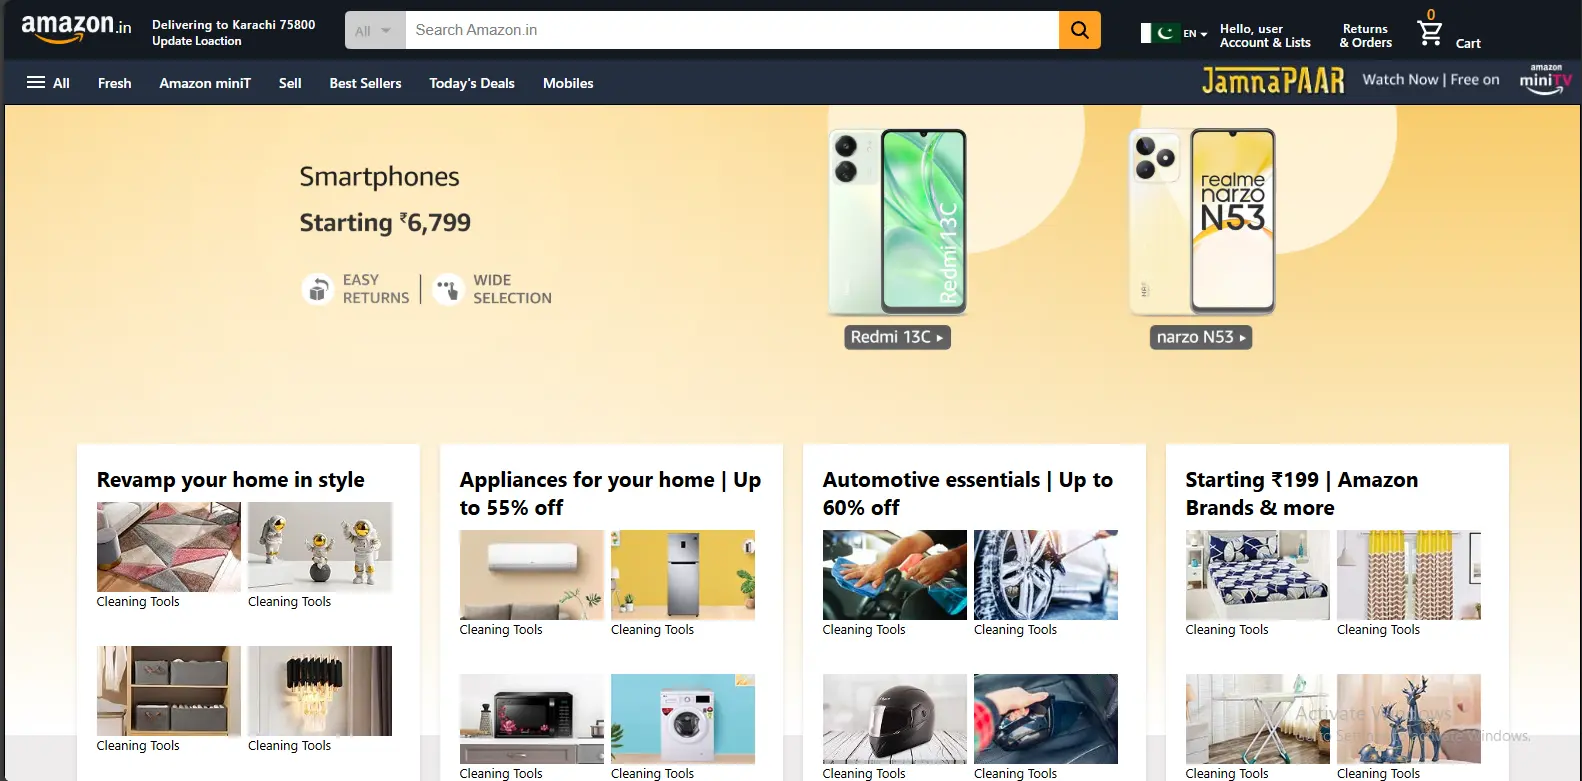 amazon.in
Delivering to Karachi 75800
Update Loaction
All
Search Amazon.in
EN
Hello, user
Account & Lists
Returns
& Orders
0
Cart
All
Fresh
Amazon miniT
Sell
Best Sellers
Today's Deals
Mobiles
JamnaPAAR
Watch Now | Free on
amazon
miniTV
Smartphones
Starting ₹6,799
EASY
RETURNS
WIDE
SELECTION
Redmi 13C
realme
narzo
N53
Redmi 13C
narzo N53
Revamp your home in style
Cleaning Tools
Cleaning Tools
Cleaning Tools
Cleaning Tools
Appliances for your home | Up
to 55% off
Cleaning Tools
Cleaning Tools
Cleaning Tools
Cleaning Tools
Automotive essentials | Up to
60% off
Cleaning Tools
Cleaning Tools
Cleaning Tools
Cleaning Tools
Starting ₹199 | Amazon
Brands & more
Cleaning Tools
Cleaning Tools
Cleaning Tools
Cleaning Tools
Activate Windows
Windows.